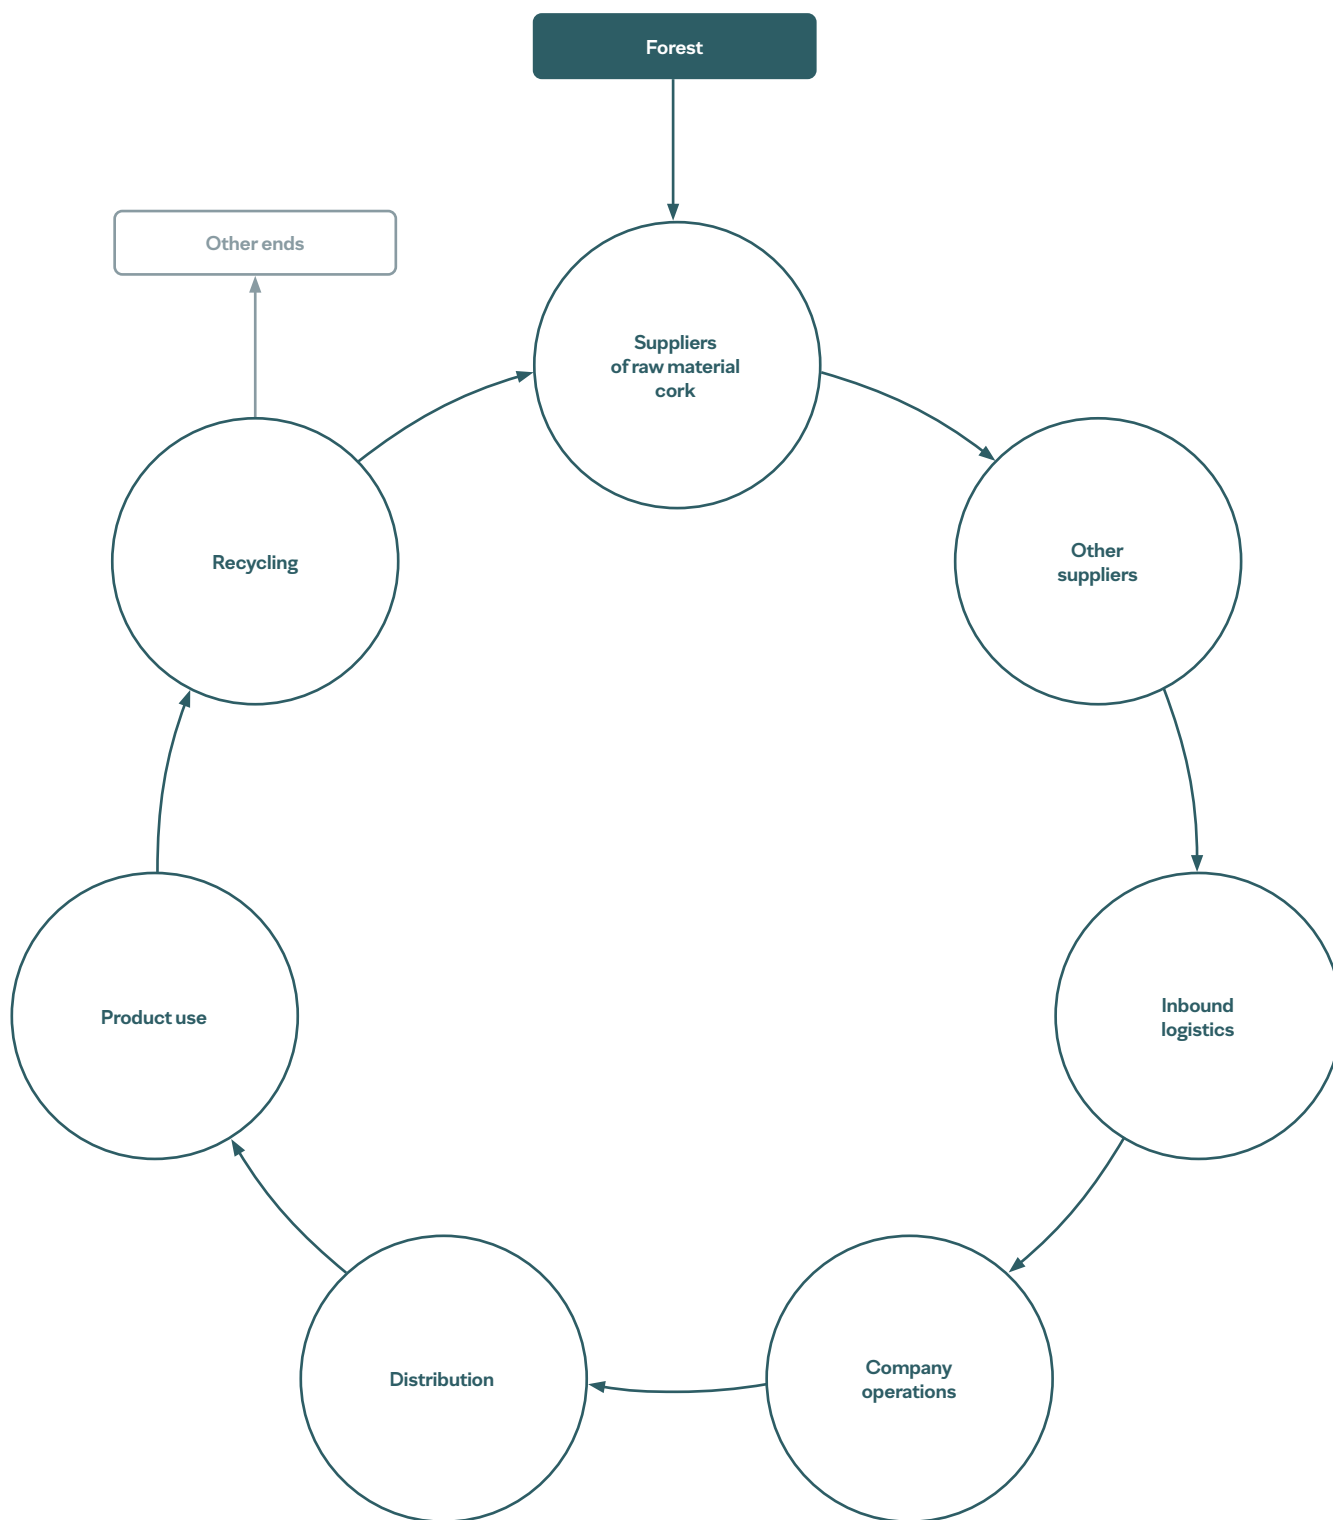 Forest
Other ends
Suppliers
of raw material
cork
Other
suppliers
Recycling
Inbound
logistics
Product use
Company
operations
Distribution